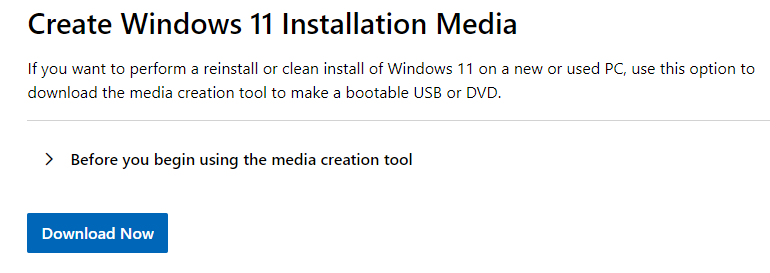 Create Windows 11 Installation Media
If you want to perform a reinstall or clean install of Windows 11 on a new or used PC, use this option to
download the media creation tool to make a bootable USB or DVD.
Before you begin using the media creation tool
Download Now